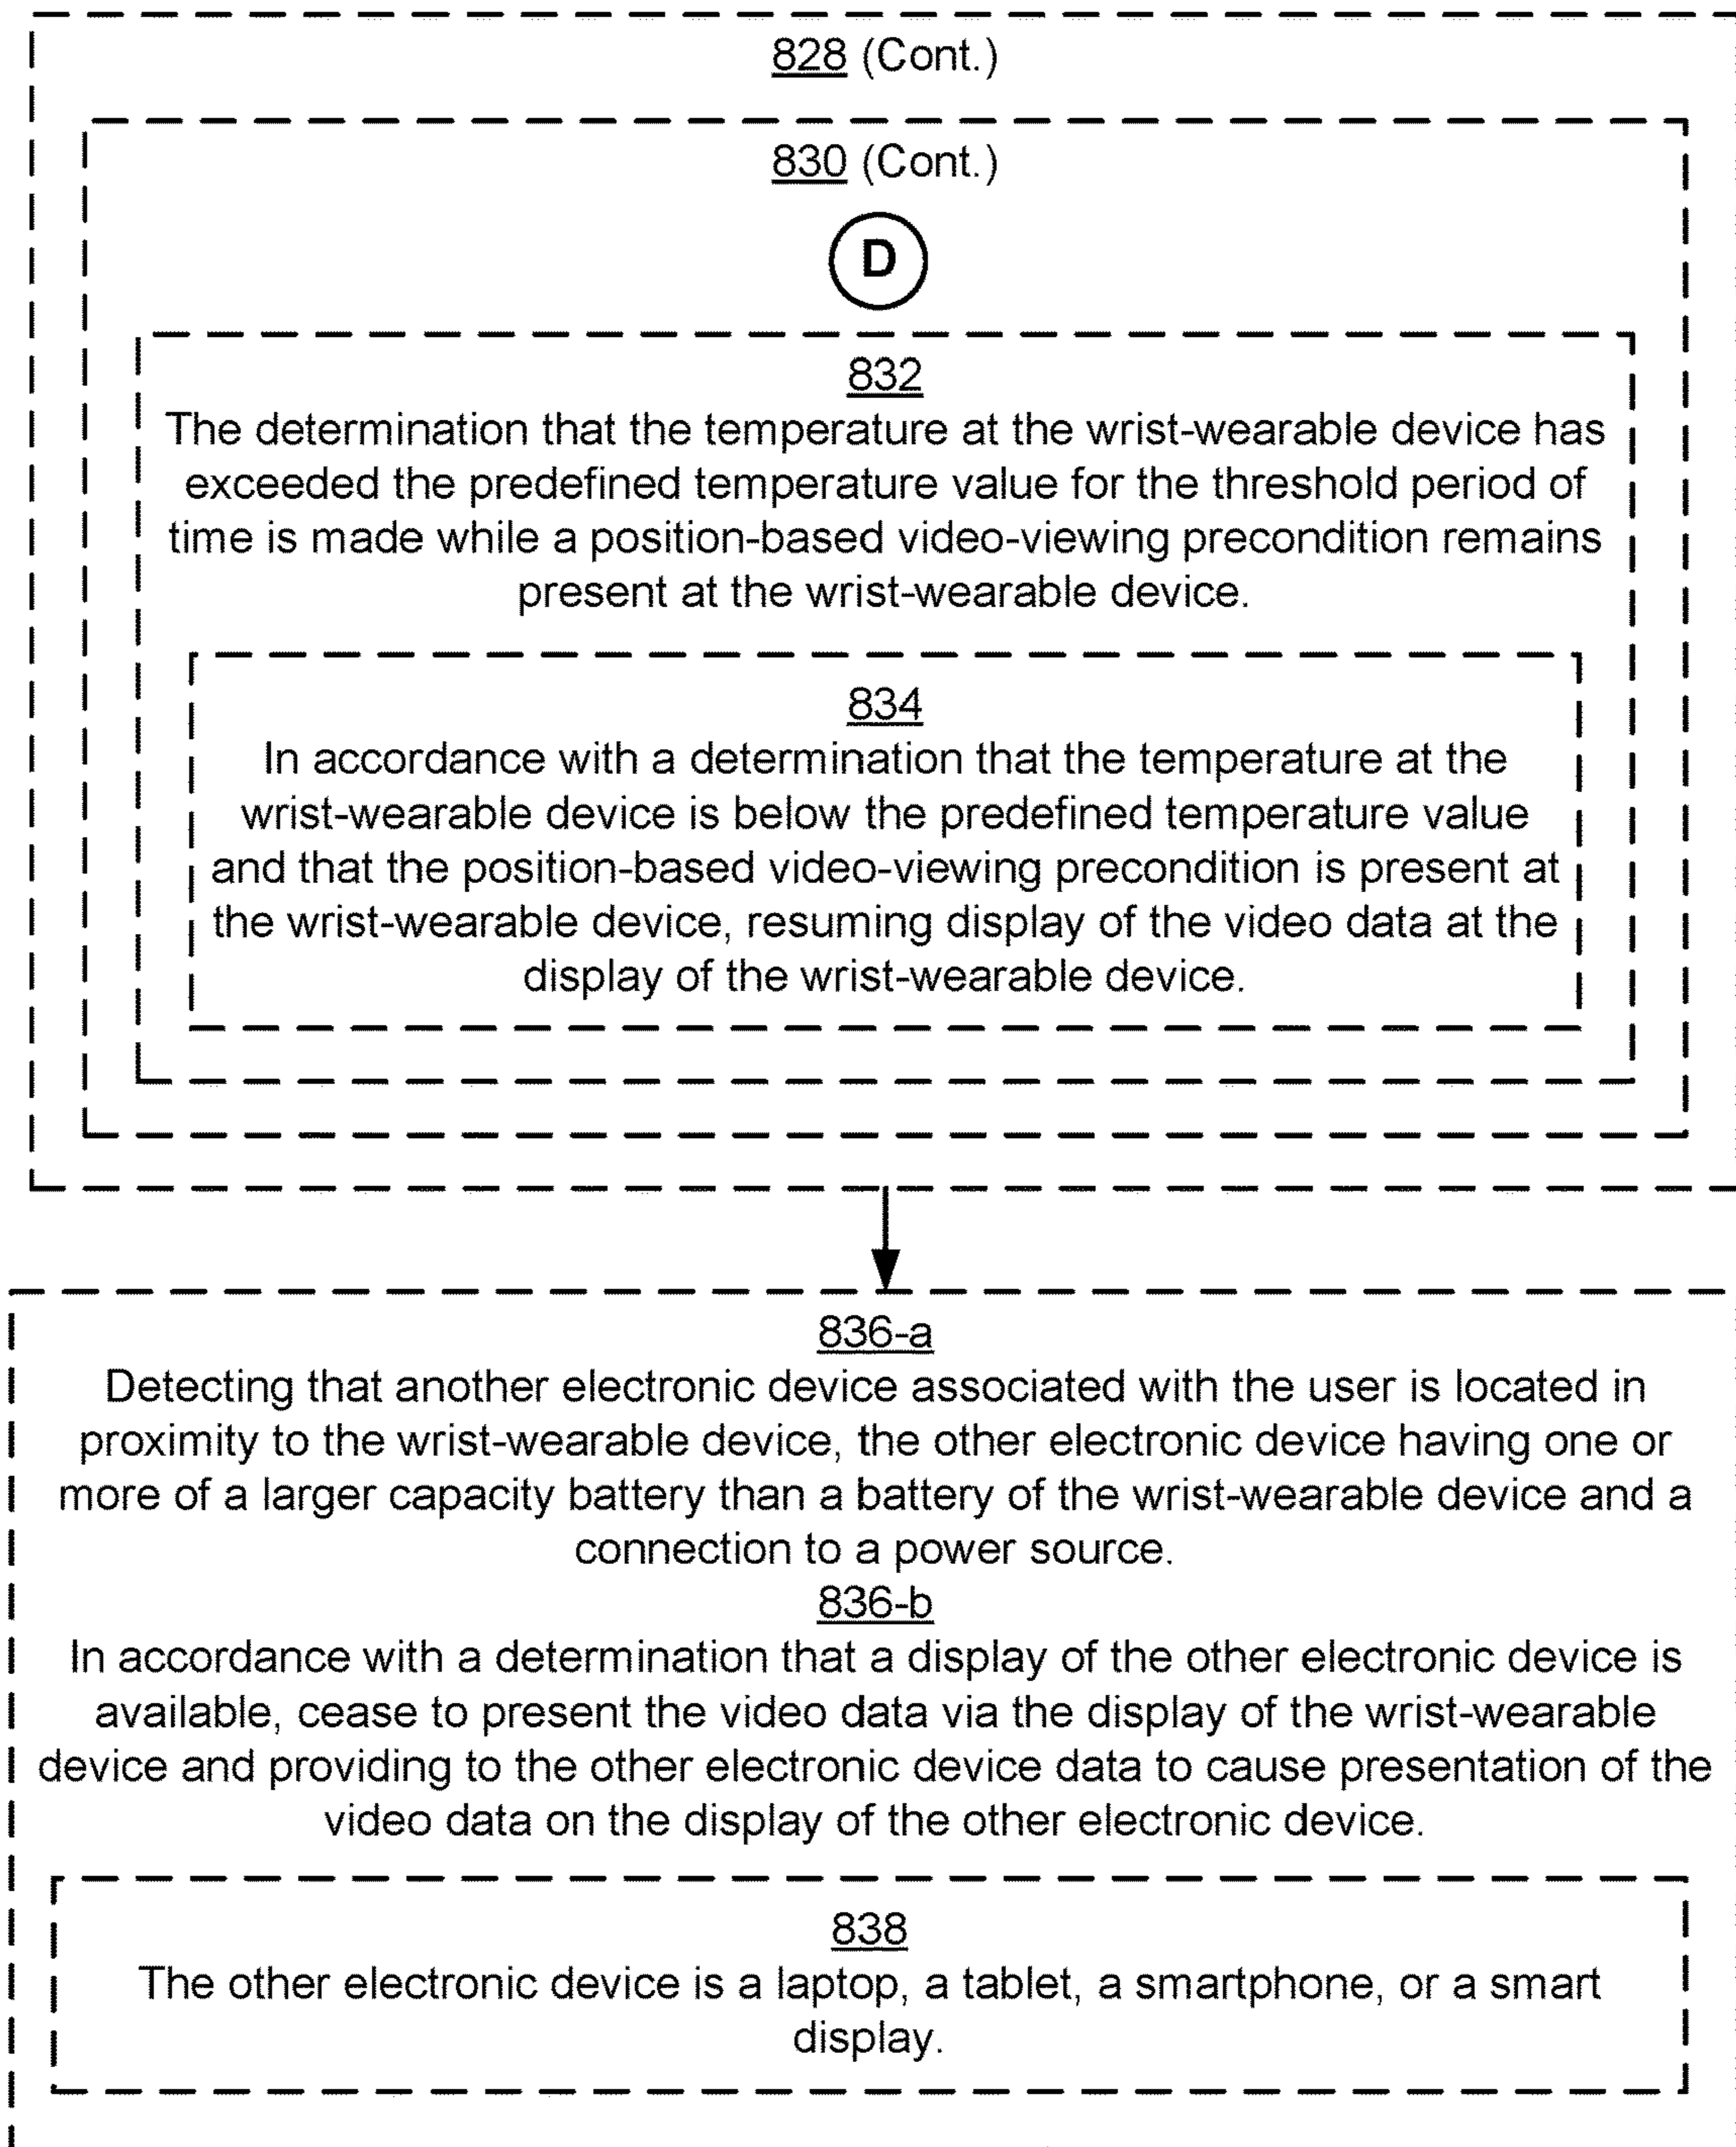 828 (Cont.)
830 (Cont.)
D
832
The determination that the temperature at the wrist-wearable device has
exceeded the predefined temperature value for the threshold period of
time is made while a position-based video-viewing precondition remains
present at the wrist-wearable device.
834
In accordance with a determination that the temperature at the
wrist-wearable device is below the predefined temperature value
and that the position-based video-viewing precondition is present at
the wrist-wearable device, resuming display of the video data at the
display of the wrist-wearable device.
836-a
Detecting that another electronic device associated with the user is located in
proximity to the wrist-wearable device, the other electronic device having one or
more of a larger capacity battery than a battery of the wrist-wearable device and a
connection to a power source.
836-b
In accordance with a determination that a display of the other electronic device is
available, cease to present the video data via the display of the wrist-wearable
device and providing to the other electronic device data to cause presentation of the
video data on the display of the other electronic device.
838
The other electronic device is a laptop, a tablet, a smartphone, or a smart
display.